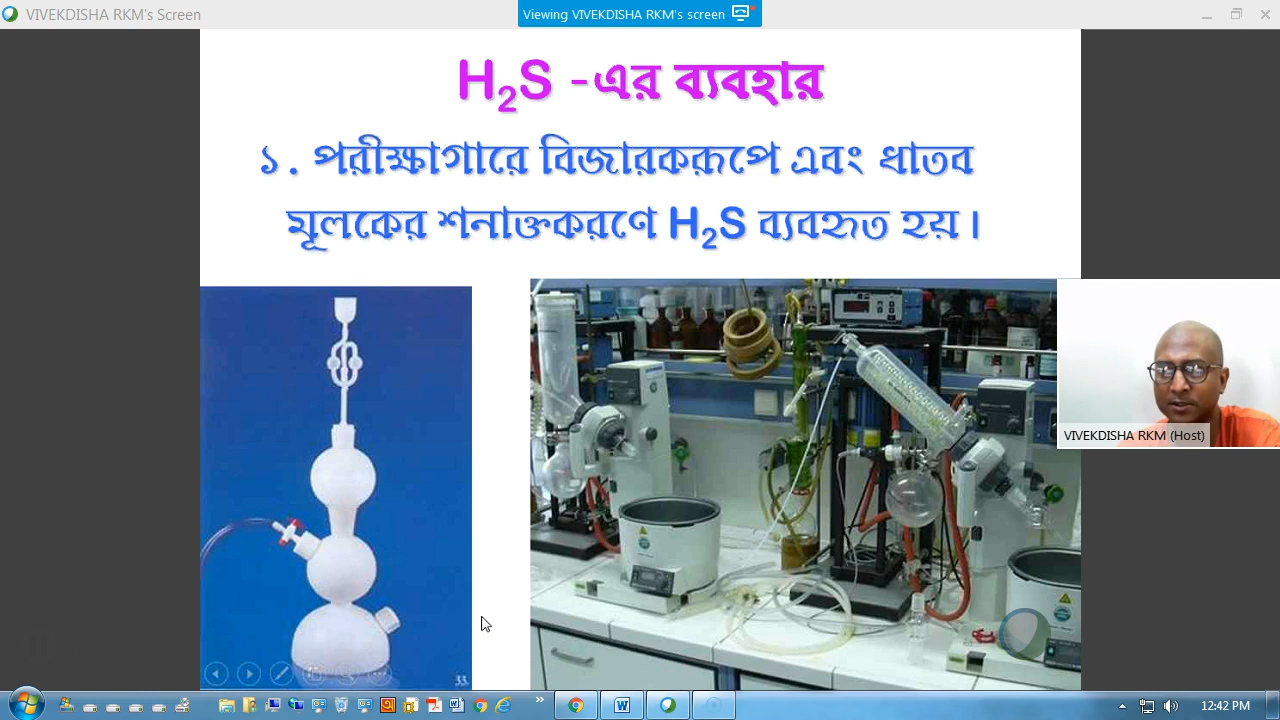 VIVEKDISHA RKM's Screen
Viewing VIVEKDISHA RKM's screen
H₂S -এর ব্যবহার
১. পরীক্ষাগারে বিজারকরূপে এবং ধাতব
মূলকের শনাক্তকরণে H₂S ব্যবহৃত হয়।
VIVEKDISHA RKM (Host)
33
12:42 PM